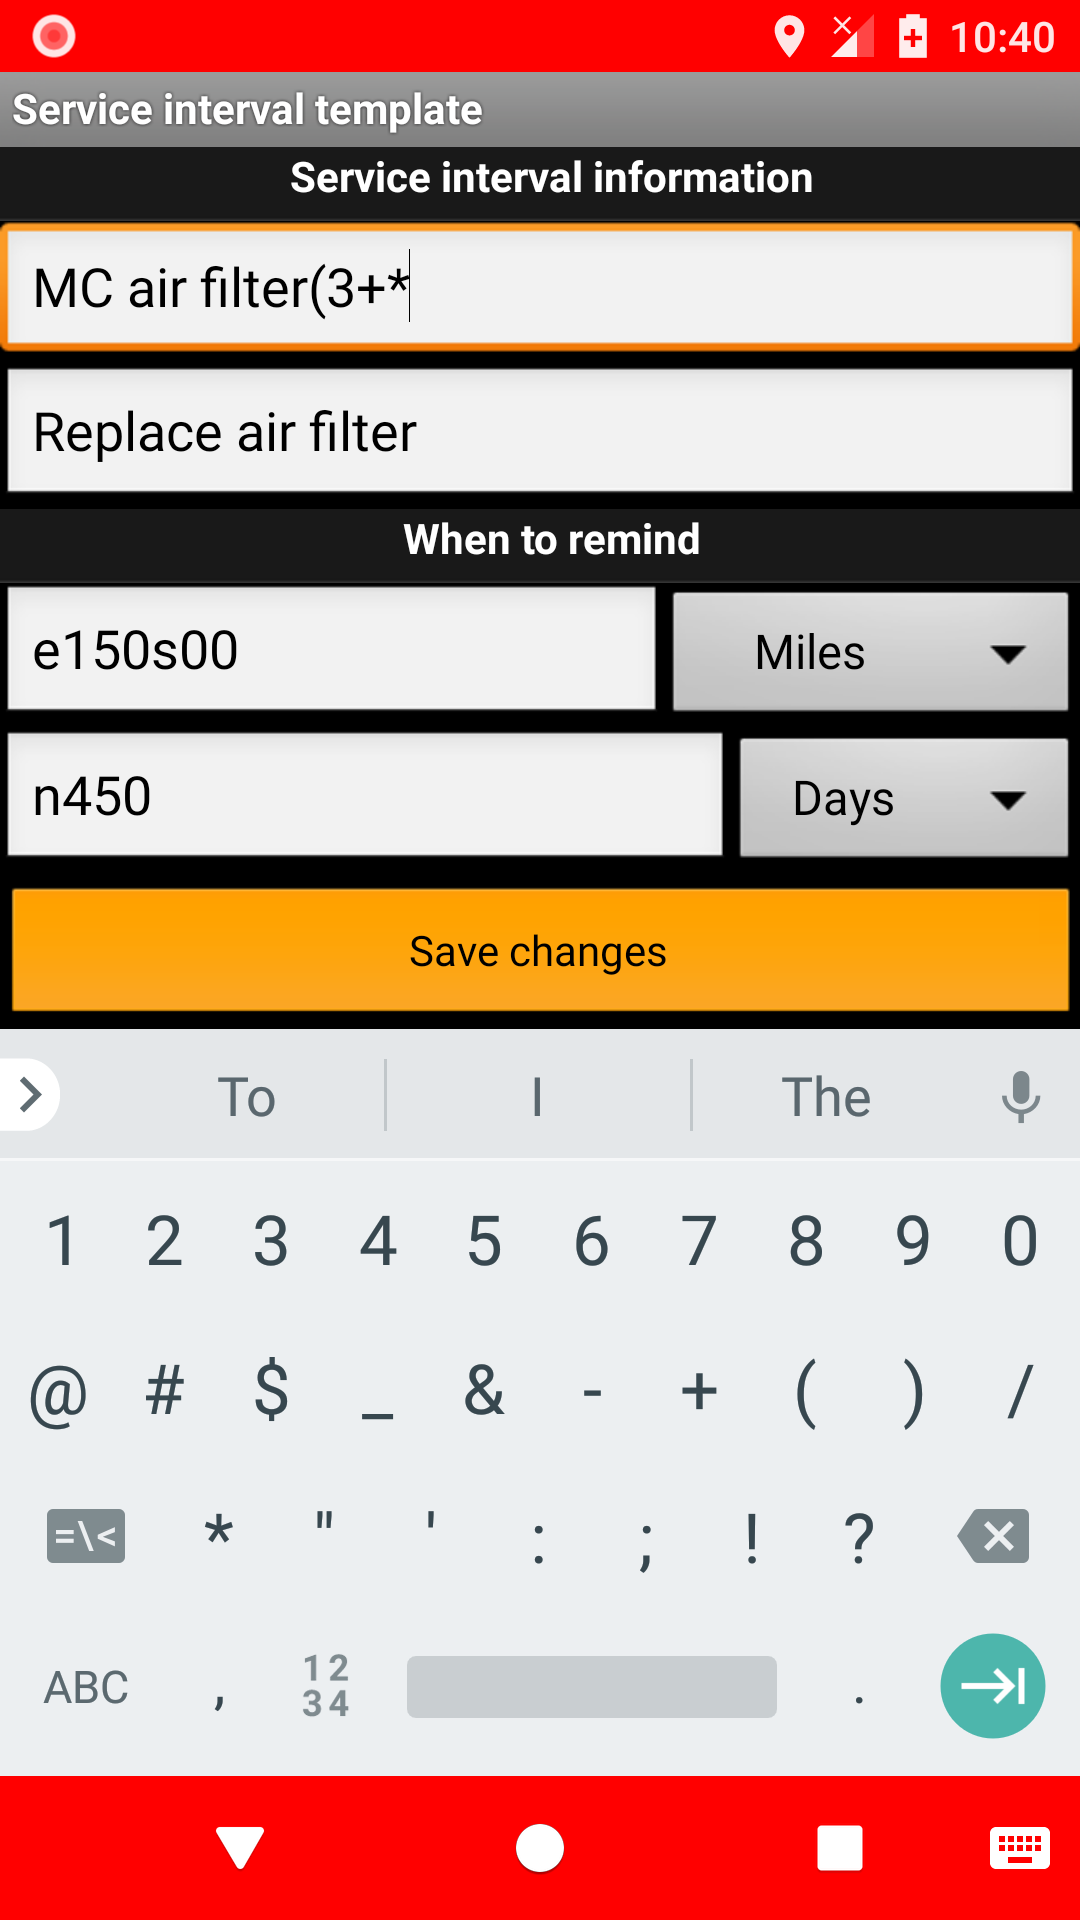 10:40
Service interval template
Service interval information
MC air filter(3+*
Replace air filter
When to remind
e150s00
Miles
n450
Days
Save changes
To I The
1 2 3 4 5 6 7 8 9 0
@ # $ _ & - + ( ) /
=\< * " ' : ; ! ?
ABC , 12 34 .